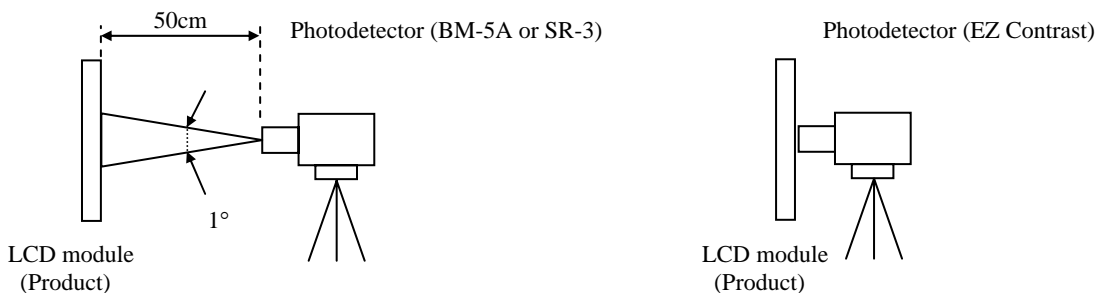 50cm
Photodetector (BM-5A or SR-3)
1°
LCD module
(Product)
Photodetector (EZ Contrast)
LCD module
(Product)